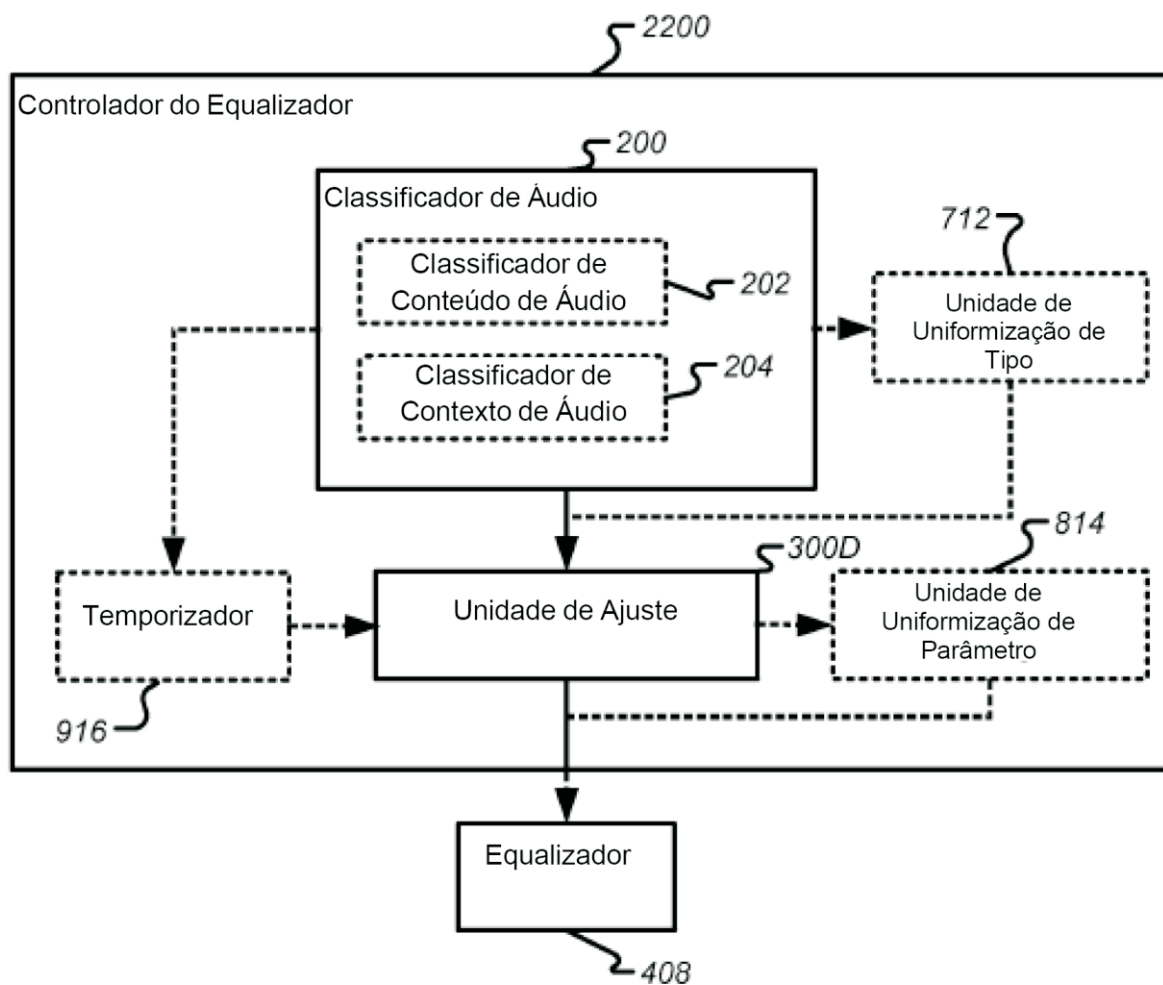 2200
Controlador do Equalizador
200
Classificador de Áudio
712
Classificador de
Conteúdo de Áudio
202
Unidade de
Uniformização de
Tipo
204
Classificador de
Contexto de Áudio
814
300D
Temporizador
Unidade de Ajuste
Unidade de
Uniformização de
Parâmetro
916
Equalizador
408